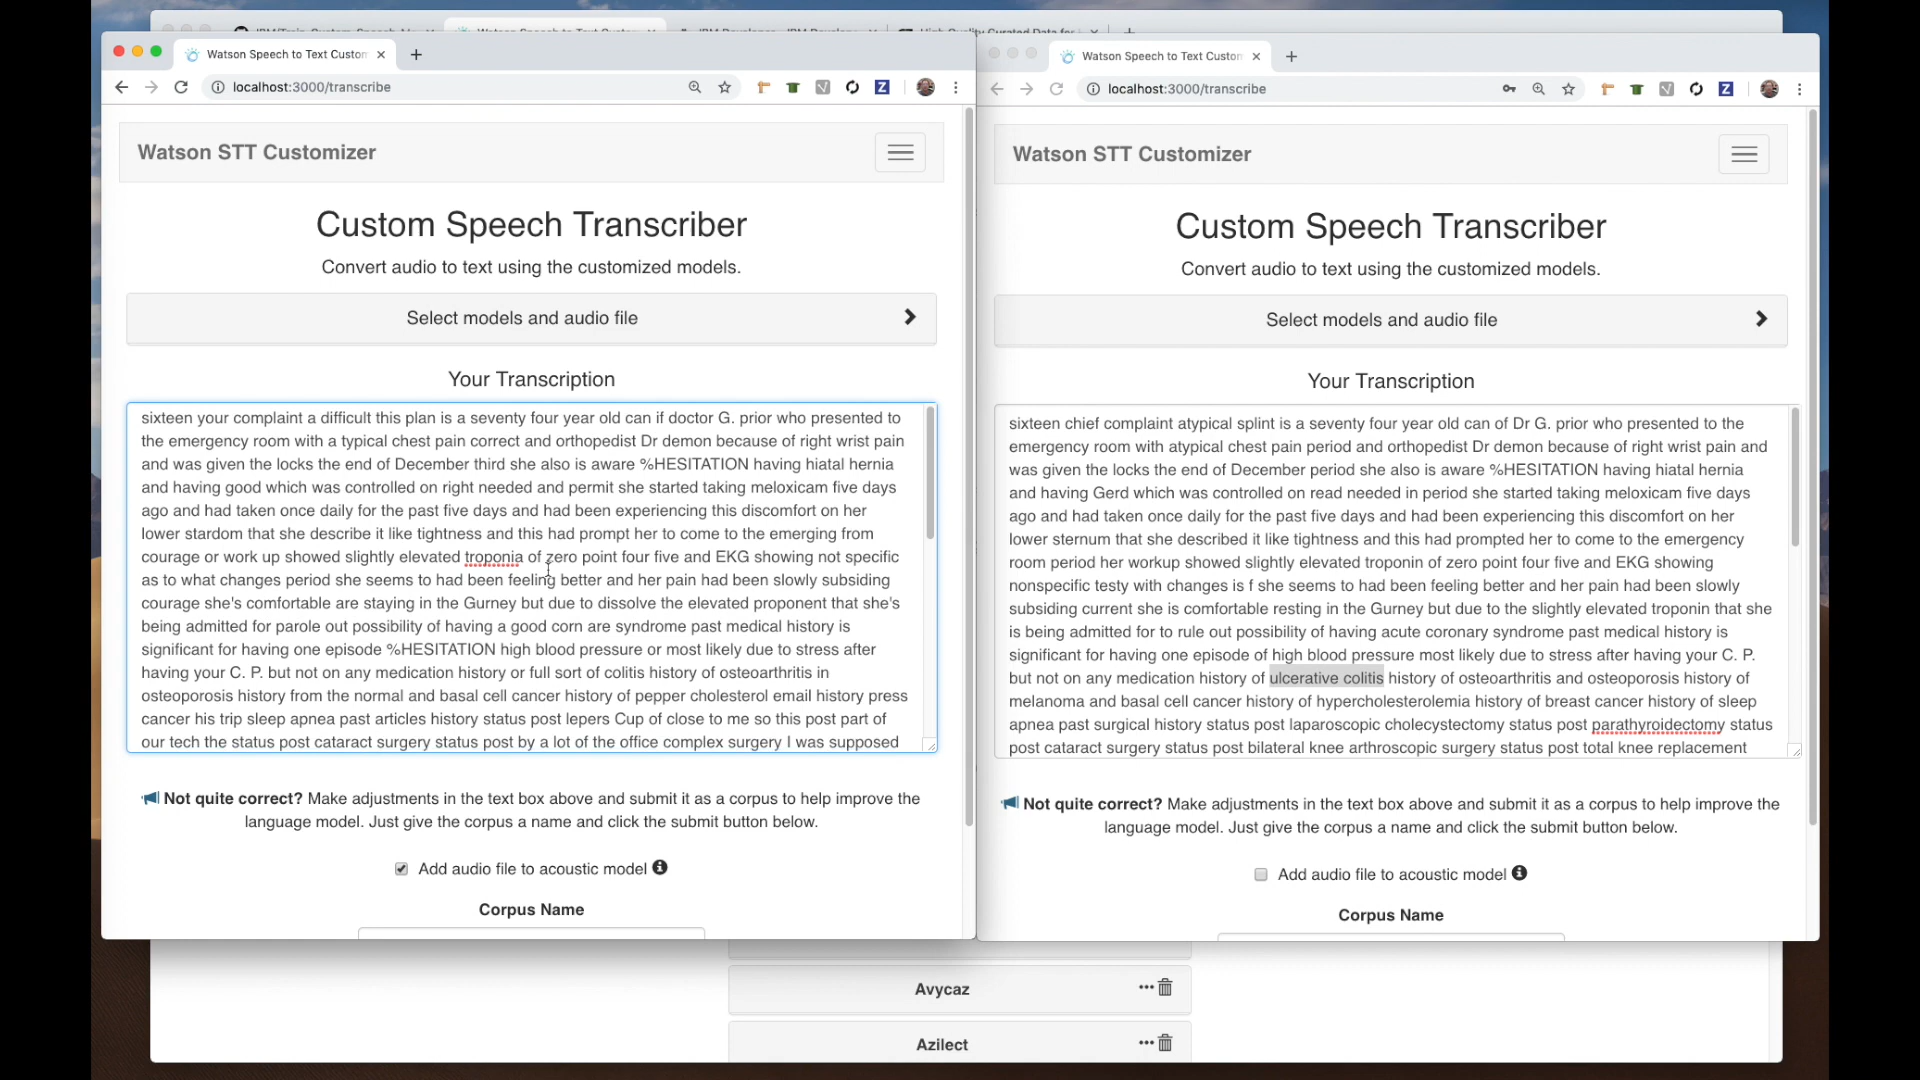 Watson Speech to Text Custom
localhost:3000/transcribe
Watson STT Customizer
Custom Speech Transcriber
Convert audio to text using the customized models.
Select models and audio file
Your Transcription
sixteen your complaint a difficult this plan is a seventy four year old can if doctor G. prior who presented to
the emergency room with a typical chest pain correct and orthopedist Dr demon because of right wrist pain
and was given the locks the end of December third she also is aware %HESITATION having hiatal hernia
and having good which was controlled on right needed and permit she started taking meloxicam five days
ago and had taken once daily for the past five days and had been experiencing this discomfort on her
lower stardom that she describe it like tightness and this had prompt her to come to the emerging from
courage or work up showed slightly elevated troponia of zero point four five and EKG showing not specific
as to what changes period she seems to had been feeling better and her pain had been slowly subsiding
courage she's comfortable are staying in the Gurney but due to dissolve the elevated proponent that she's
being admitted for parole out possibility of having a good corn are syndrome past medical history is
significant for having one episode %HESITATION high blood pressure or most likely due to stress after
having your C. P. but not on any medication history or full sort of colitis history of osteoarthritis in
osteoporosis history from the normal and basal cell cancer history of pepper cholesterol email history press
cancer his trip sleep apnea past articles history status post lepers Cup of close to me so this post part of
our tech the status post cataract surgery status post by a lot of the office complex surgery I was supposed
Not quite correct? Make adjustments in the text box above and submit it as a corpus to help improve the
language model. Just give the corpus a name and click the submit button below.
Add audio file to acoustic model
Corpus Name
Watson Speech to Text Custom
localhost:3000/transcribe
Watson STT Customizer
Custom Speech Transcriber
Convert audio to text using the customized models.
Select models and audio file
Your Transcription
sixteen chief complaint atypical splint is a seventy four year old can of Dr G. prior who presented to the
emergency room with atypical chest pain period and orthopedist Dr demon because of right wrist pain and
was given the locks the end of December period she also is aware %HESITATION having hiatal hernia
and having Gerd which was controlled on read needed in period she started taking meloxicam five days
ago and had taken once daily for the past five days and had been experiencing this discomfort on her
lower sternum that she described it like tightness and this had prompted her to come to the emergency
room period her workup showed slightly elevated troponin of zero point four five and EKG showing
nonspecific testy with changes is f she seems to had been feeling better and her pain had been slowly
subsiding current she is comfortable resting in the Gurney but due to the slightly elevated troponin that she
is being admitted for to rule out possibility of having acute coronary syndrome past medical history is
significant for having one episode of high blood pressure most likely due to stress after having your C. P.
but not on any medication history of ulcerative colitis history of osteoarthritis and osteoporosis history of
melanoma and basal cell cancer history of hypercholesterolemia history of breast cancer history of sleep
apnea past surgical history status post laparoscopic cholecystectomy status post parathyroidectomy status
post cataract surgery status post bilateral knee arthroscopic surgery status post total knee replacement
Not quite correct? Make adjustments in the text box above and submit it as a corpus to help improve the
language model. Just give the corpus a name and click the submit button below.
Add audio file to acoustic model
Corpus Name
Avycaz
Azilect